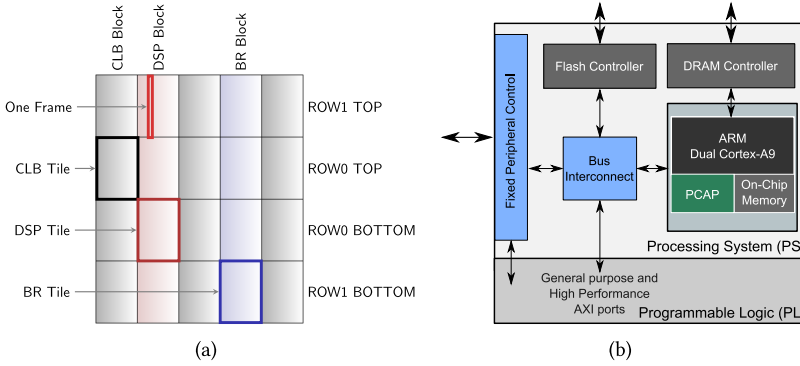 CLB Block
DSP Block
BR Block
One Frame
CLB Tile
DSP Tile
BR Tile
ROW1 TOP
ROW0 TOP
ROW0 BOTTOM
ROW1 BOTTOM
(a)
Fixed Peripheral Control
Flash Controller
DRAM Controller
Bus
Interconnect
ARM
Dual Cortex-A9
PCAP
On-Chip
Memory
Processing System (PS
General purpose and
High Performance
AXI ports
Programmable Logic (PL
(b)